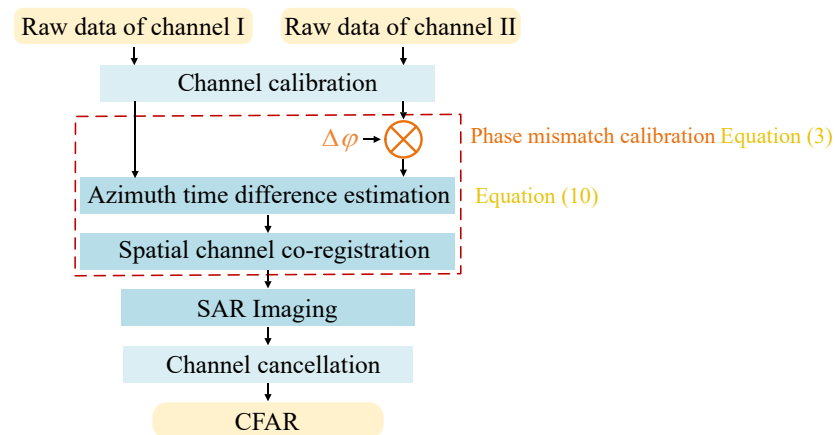 Raw data of channel I
Raw data of channel II
Channel calibration
Δφ
Phase mismatch calibration Equation (3)
Azimuth time difference estimation
Equation (10)
Spatial channel co-registration
SAR Imaging
Channel cancellation
CFAR